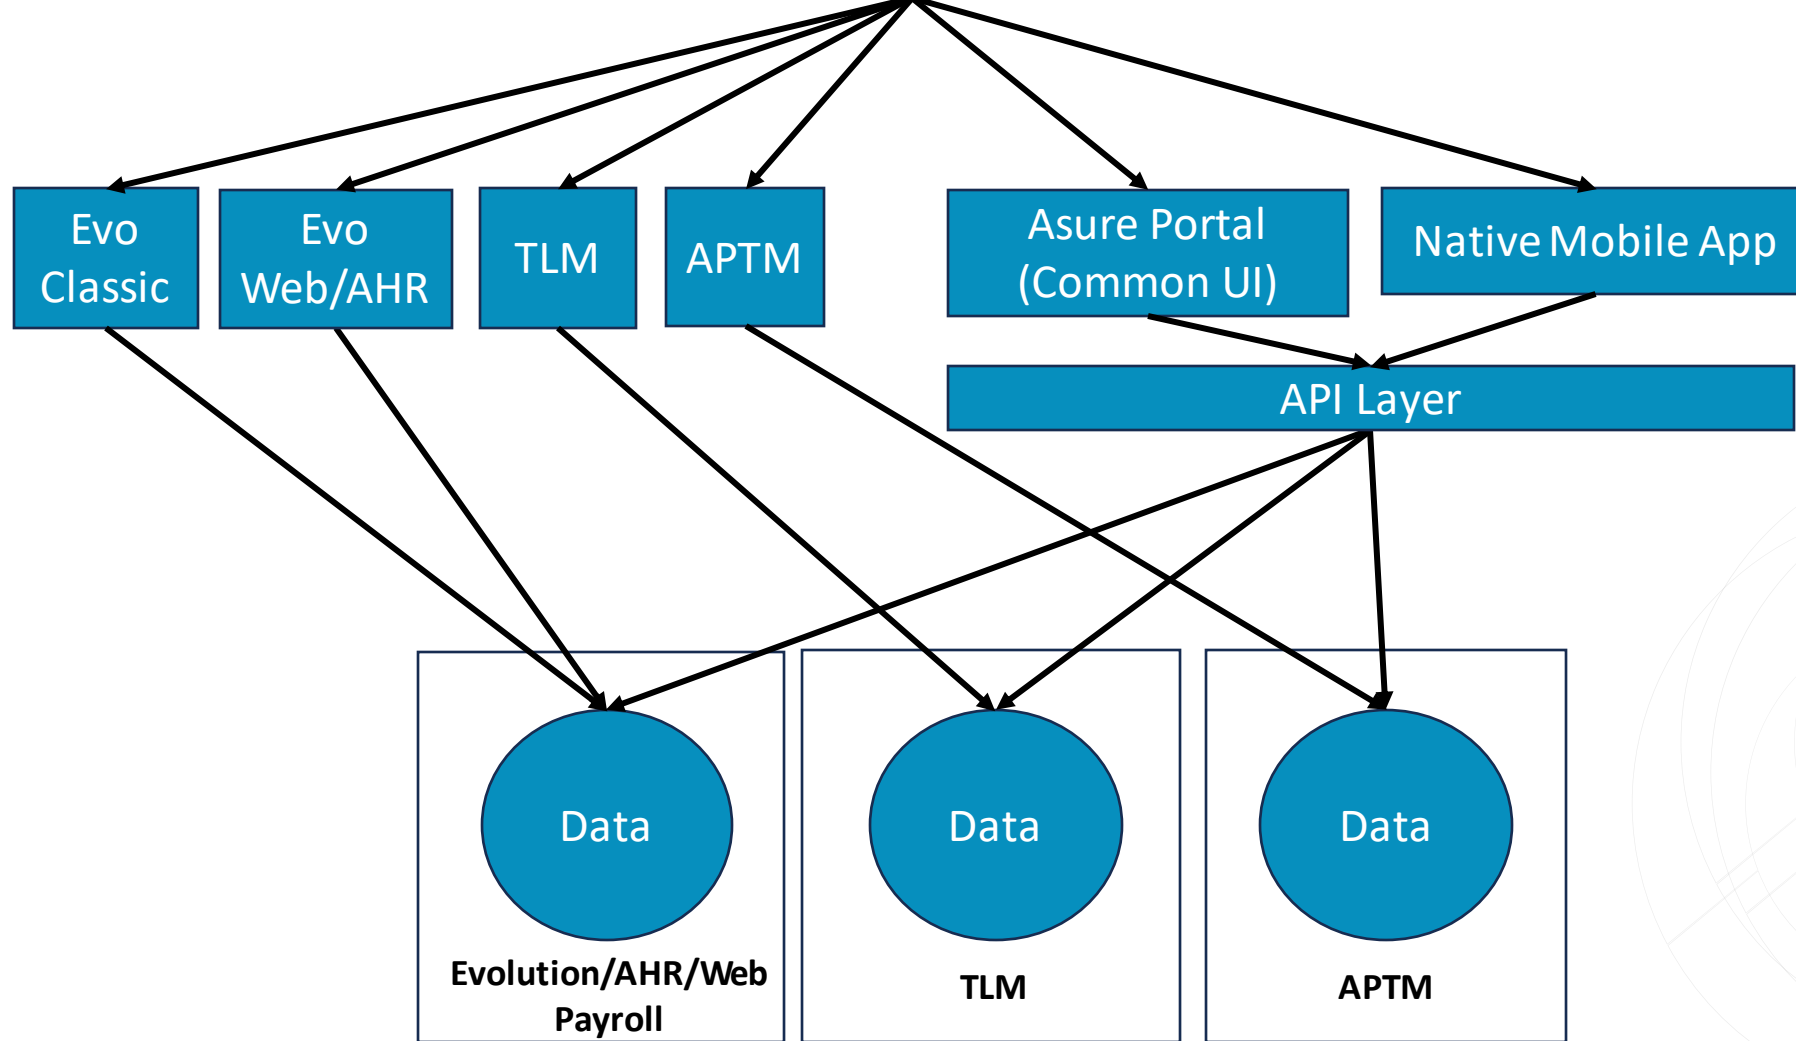 Evo
Classic
Evo
Web/AHR
TLM
APTM
Asure Portal
(Common UI)
Native Mobile App
API Layer
Data
Data
Data
Evolution/AHR/Web
Payroll
TLM
APTM